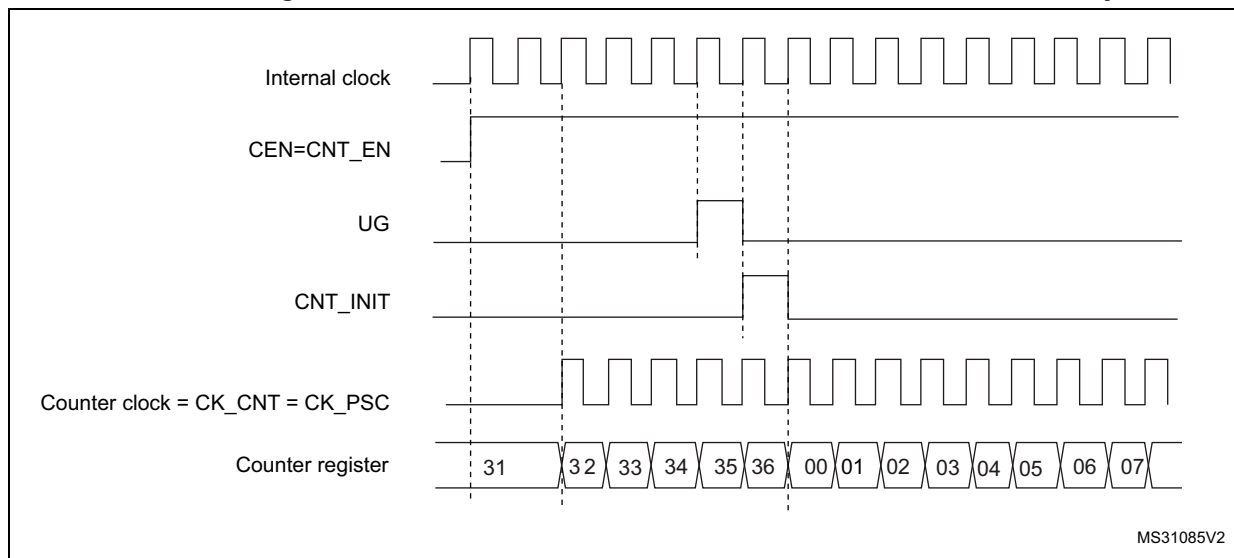 Internal clock
CEN=CNT_EN
UG
CNT_INIT
Counter clock = CK_CNT = CK_PSC
Counter register 31 32 33 34 35 36 00 01 02 03 04 05 06 07
MS31085V2